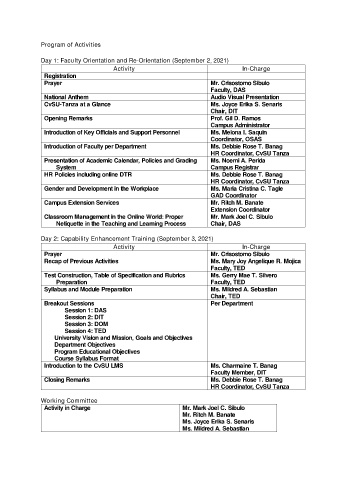 Program of Activities
Day 1: Faculty Orientation and Re-Orientation (September 2, 2021)
Activity In-Charge
Registration
Prayer Mr. Crisostomo Sibulo
Faculty, DAS
National Anthem Audio Visual Presentation
CvSU-Tanza at a Glance Ms. Joyce Erika S. Senaris
Chair, DIT
Opening Remarks Prof. Gil D. Ramos
Campus Administrator
Introduction of Key Officials and Support Personnel Ms. Melona I. Saquin
Coordinator, OSAS
Introduction of Faculty per Department Ms. Debbie Rose T. Banag
HR Coordinator, CvSU Tanza
Presentation of Academic Calendar, Policies and Grading Ms. Noemi A. Perida
System Campus Registrar
HR Policies including online DTR Ms. Debbie Rose T. Banag
HR Coordinator, CvSU Tanza
Gender and Development in the Workplace Ms. Maria Cristina C. Tagle
GAD Coordinator
Campus Extension Services Mr. Ritch M. Banate
Extension Coordinator
Classroom Management in the Online World: Proper Mr. Mark Joel C. Sibulo
Netiquette in the Teaching and Learning Process Chair, DAS
Day 2: Capability Enhancement Training (September 3, 2021)
Activity In-Charge
Prayer Mr. Crisostomo Sibulo
Recap of Previous Activities Ms. Mary Joy Angelique R. Mojica
Faculty, TED
Test Construction, Table of Specification and Rubrics Ms. Gerry Mae T. Silvero
Preparation Faculty, TED
Syllabus and Module Preparation Ms. Mildred A. Sebastian
Chair, TED
Breakout Sessions Per Department
Session 1: DAS
Session 2: DIT
Session 3: DOM
Session 4: TED
University Vision and Mission, Goals and Objectives
Department Objectives
Program Educational Objectives
Course Syllabus Format
Introduction to the CvSU LMS Ms. Charmaine T. Banag
Faculty Member, DIT
Closing Remarks Ms. Debbie Rose T. Banag
HR Coordinator, CvSU Tanza
Working Committee
Activity in Charge Mr. Mark Joel C. Sibulo
Mr. Ritch M. Banate
Ms. Joyce Erika S. Senaris
Ms. Mildred A. Sebastian